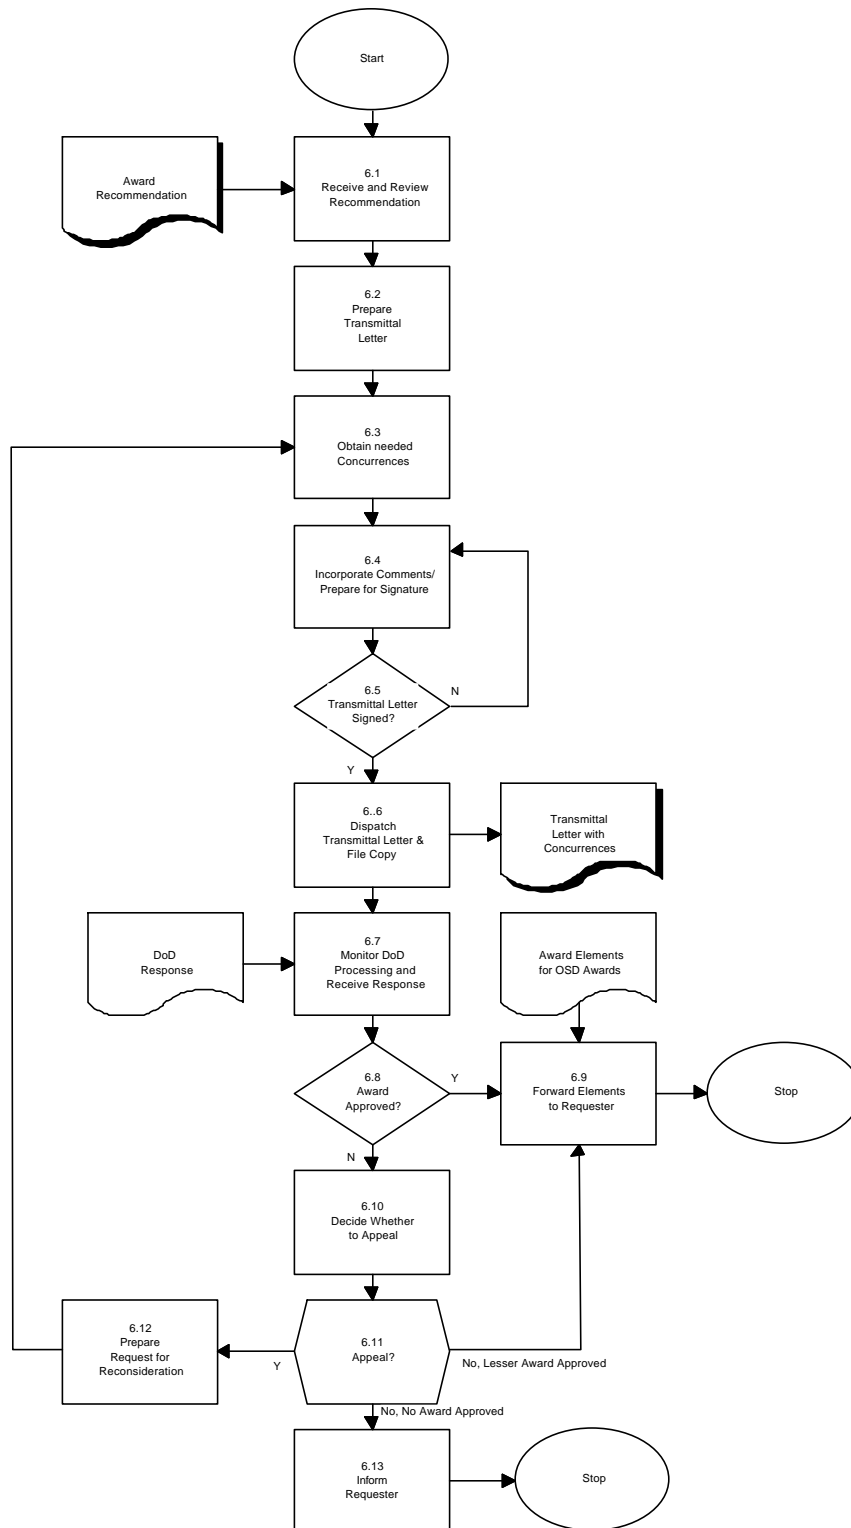 Start
Award
Recommendation
6.1
Receive and Review
Recommendation
6.2
Prepare
Transmittal
Letter
6.3
Obtain needed
Concurrences
6.4
Incorporate Comments/
Prepare for Signature
6.5
Transmittal Letter
Signed?
N
Y
6..6
Dispatch
Transmittal Letter &
File Copy
Transmittal
Letter with
Concurrences
DoD
Response
6.7
Monitor DoD
Processing and
Receive Response
Award Elements
for OSD Awards
6.8
Award
Approved?
Y
6.9
Forward Elements
to Requester
Stop
N
6.10
Decide Whether
to Appeal
6.12
Prepare
Request for
Reconsideration
Y
6.11
Appeal?
No, Lesser Award Approved
No, No Award Approved
6.13
Inform
Requester
Stop